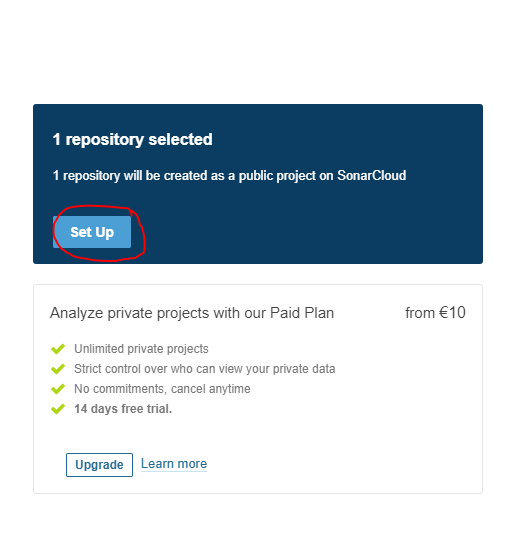 1 repository selected
1 repository will be created as a public project on SonarCloud
Set Up
Analyze private projects with our Paid Plan from €10
Unlimited private projects
Strict control over who can view your private data
No commitments, cancel anytime
14 days free trial.
Upgrade Learn more